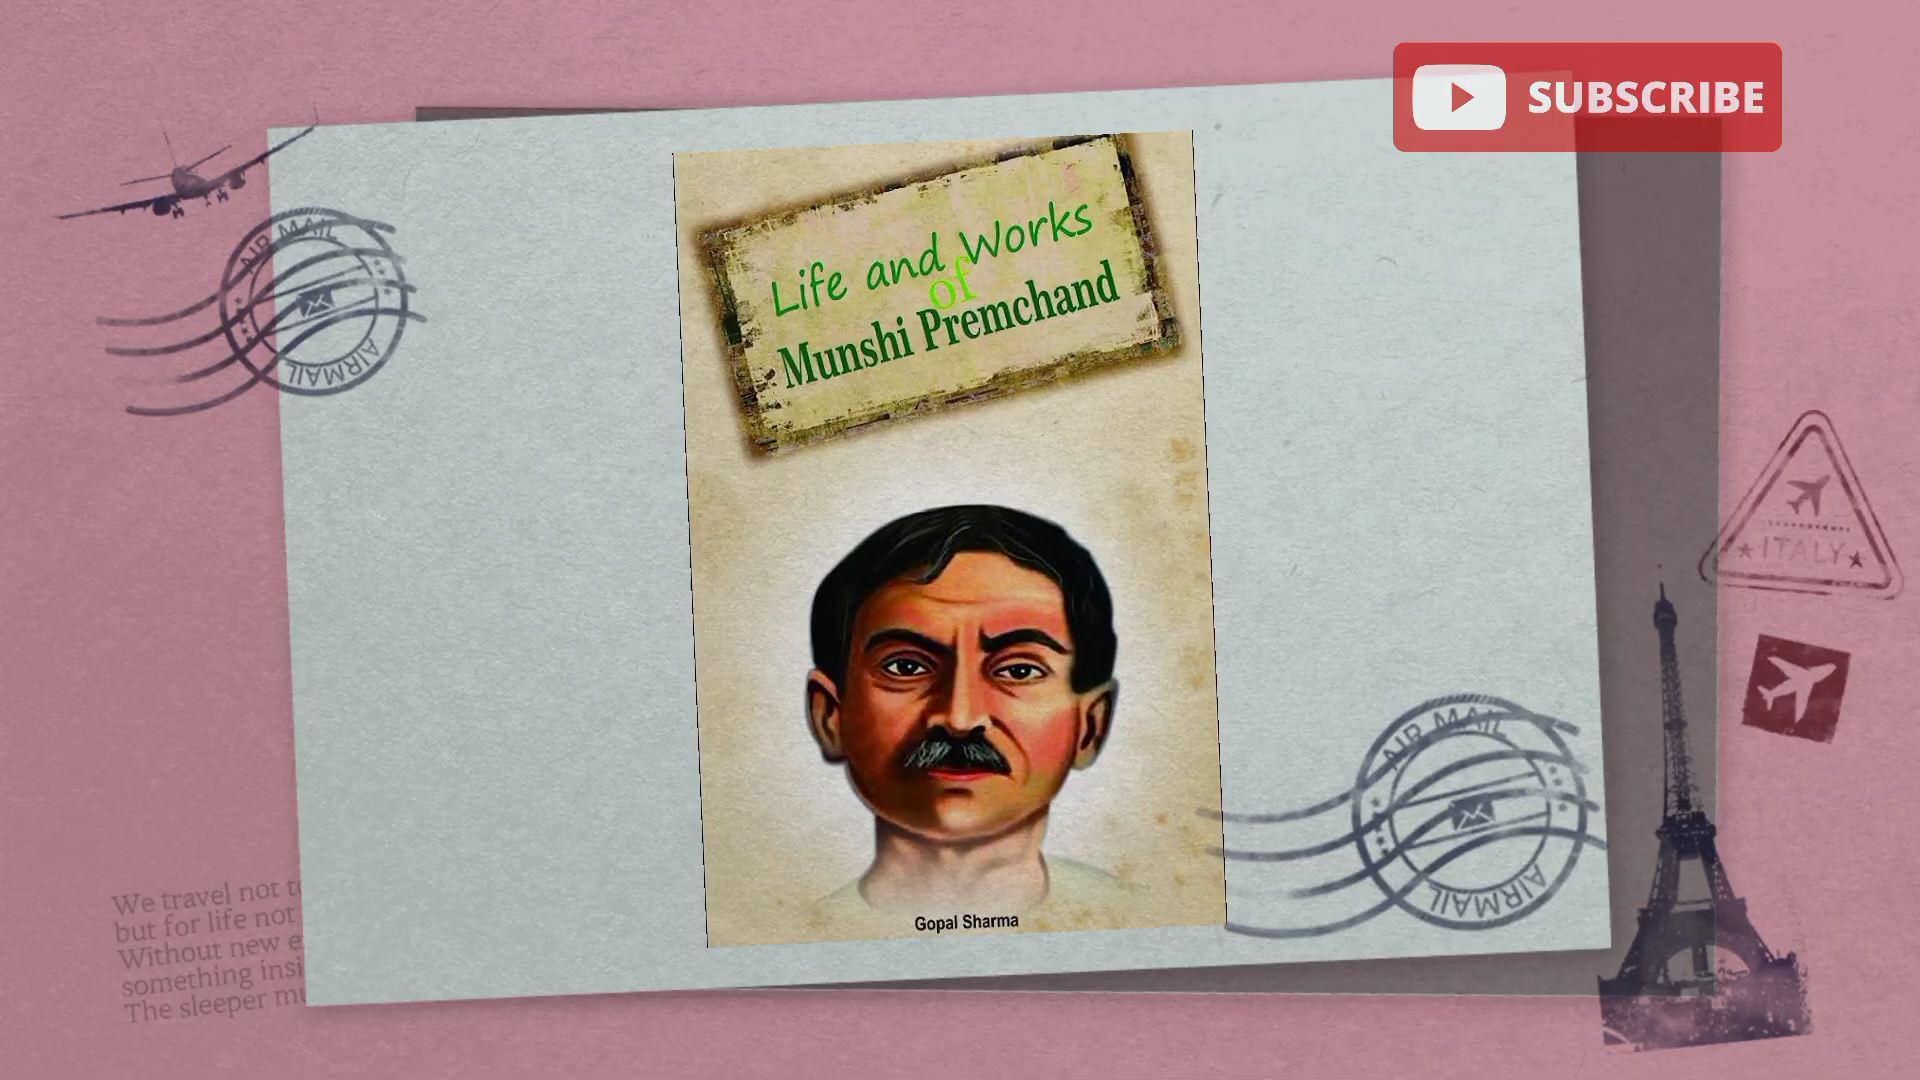 SUBSCRIBE
AIR MAIL
AIRMAIL
Life and Works
of
Munshi Premchand
ITALY
AIR MAIL
AIRMAIL
We travel not to
but for life not
Without new
something
The sleeper
Gopal Sharma